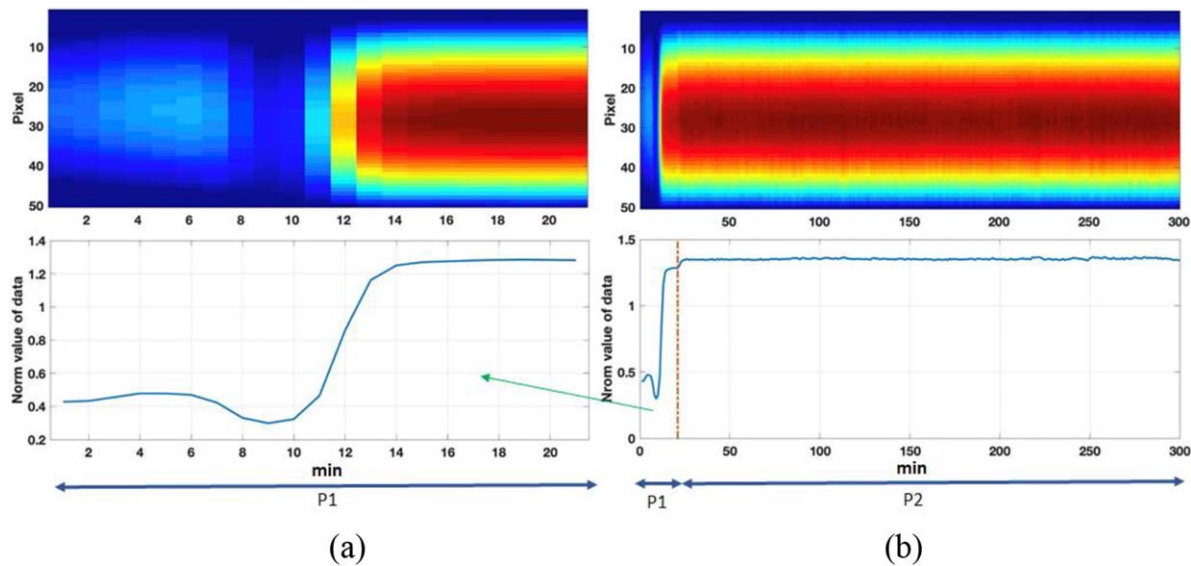 Pixel
10
20
30
40
50
2 4 6 8 10 12 14 16 18 20
Norm value of data
1.4
1.2
1
0.8
0.6
0.4
0.2
2 4 6 8 10 12 14 16 18 20
min
P1
(a)
Pixel
10
20
30
40
50
50 100 150 200 250 300
Nrom value of data
1.5
1
0.5
0
0 50 100 150 200 250 300
min
P1 P2
(b)